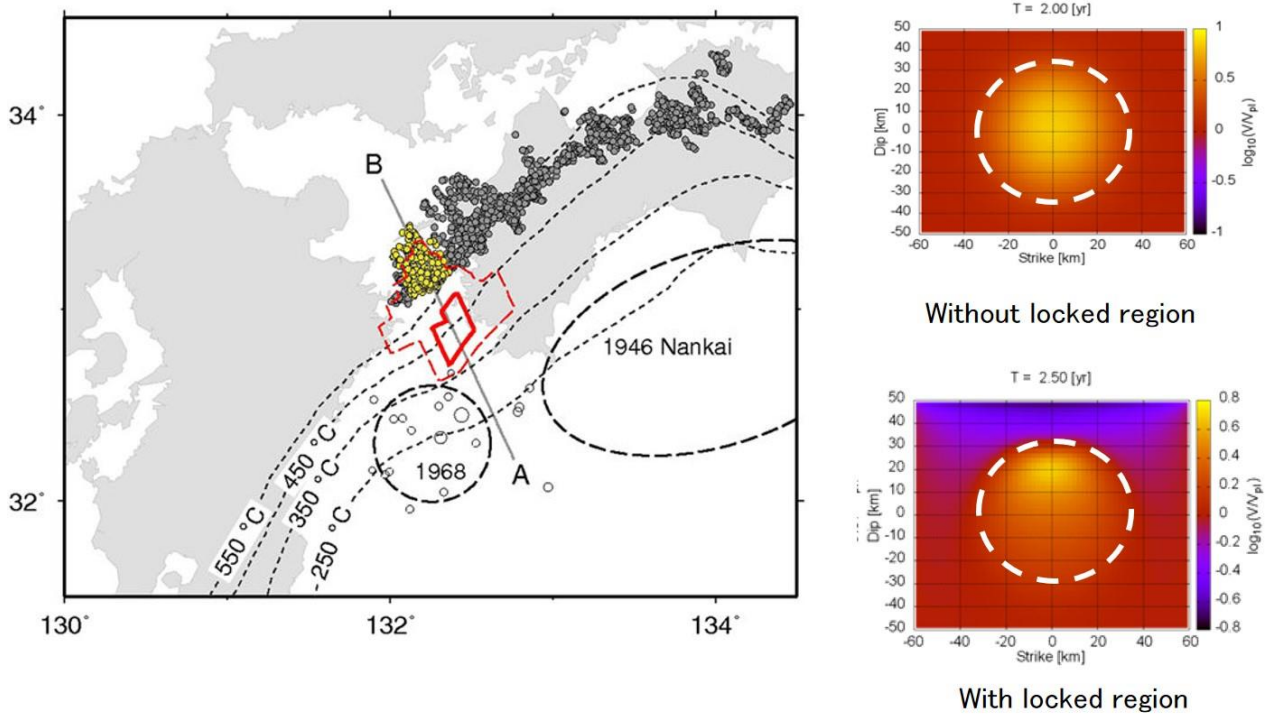 34˚
32˚
130˚
132˚
134˚
B
A
1946 Nankai
1968
550 °C
450 °C
350 °C
250 °C
T = 2.00 [yr]
50
40
30
20
10
0
-10
-20
-30
-40
-50
Dip [km]
-60 -40 -20 0 20 40 60
Strike [km]
1
0.5
0
-0.5
-1
log10(V/Vpl)
Without locked region
T = 2.50 [yr]
50
40
30
20
10
0
-10
-20
-30
-40
-50
Dip [km]
-60 -40 -20 0 20 40 60
Strike [km]
0.8
0.6
0.4
0.2
0
-0.2
-0.4
-0.6
-0.8
log10(V/Vpl)
With locked region